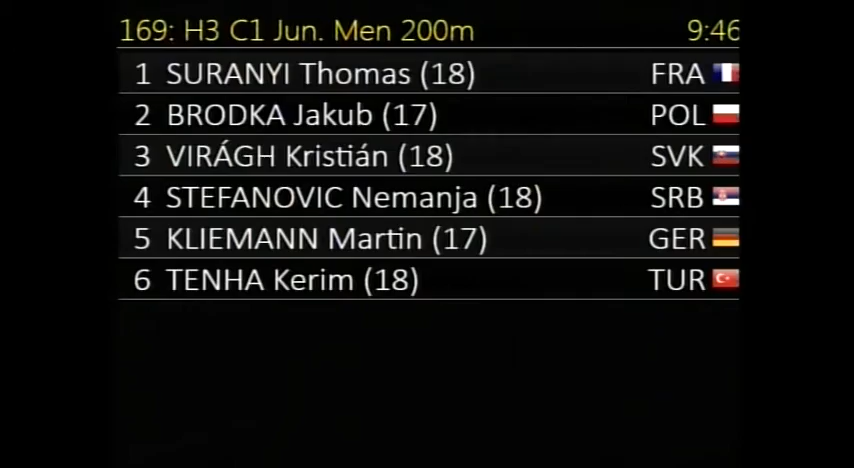 169: H3 C1 Jun. Men 200m 9:46
1 SURANYI Thomas (18) FRA
2 BRODKA Jakub (17) POL
3 VIRÁGH Kristián (18) SVK
4 STEFANOVIC Nemanja (18) SRB
5 KLIEMANN Martin (17) GER
6 TENHA Kerim (18) TUR